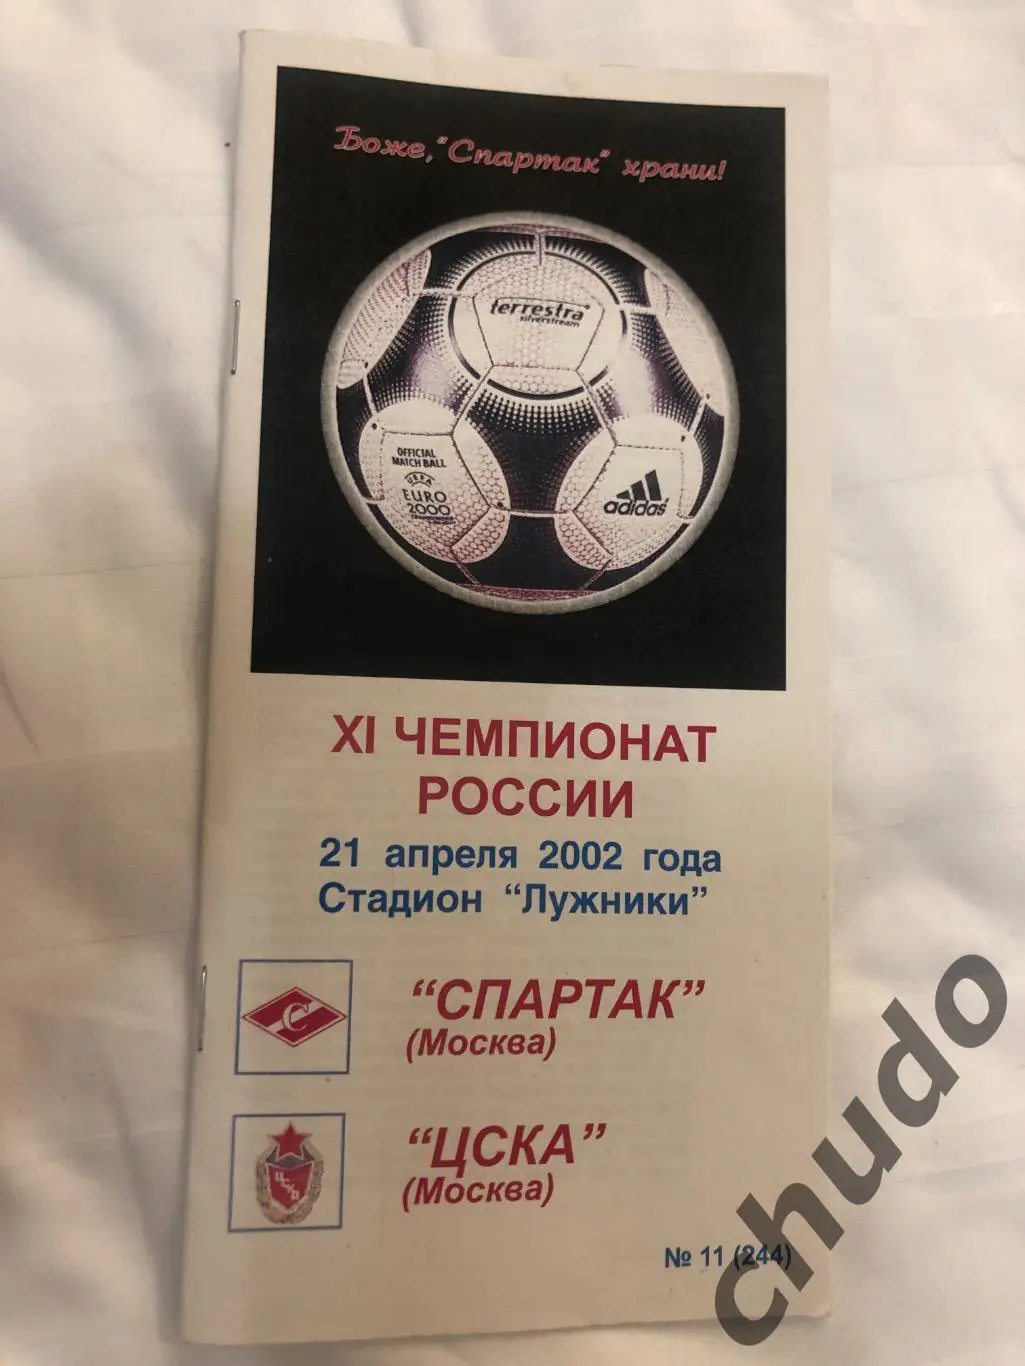 Боже, "Спартак" храни!
terrestra
silverstream
OFFICIAL
MATCH BALL
UEFA
EURO
2000
adidas
XI ЧЕМПИОНАТ
РОССИИ
21 апреля 2002 года
Стадион "Лужники"
С
"СПАРТАК"
(Москва)
ЦСКА
"ЦСКА"
(Москва)
№ 11 (244)
chudo